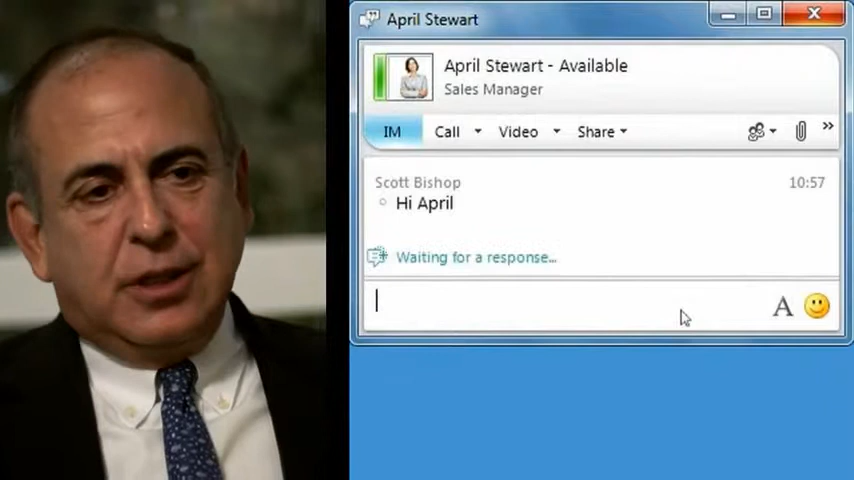 April Stewart
April Stewart - Available
Sales Manager
IM Call Video Share
Scott Bishop 10:57
Hi April
Waiting for a response...
A